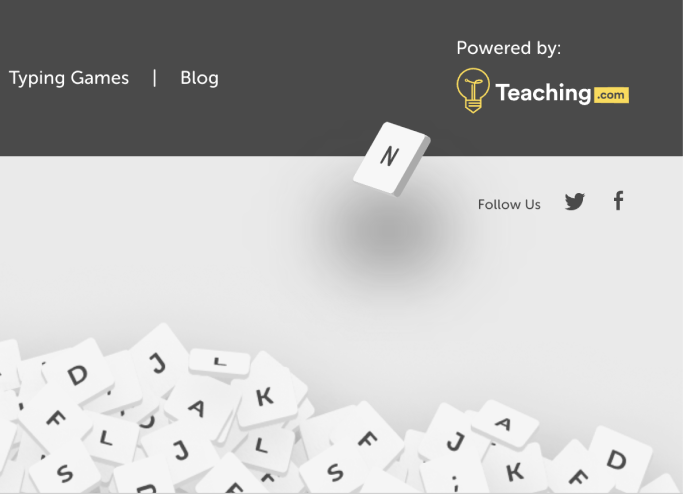 Powered by:
Typing Games | Blog
Teaching .com
N
Follow Us
J
L
D
K
A
A
F
F
J
L
L
J
D
S
S
K
F
F
;